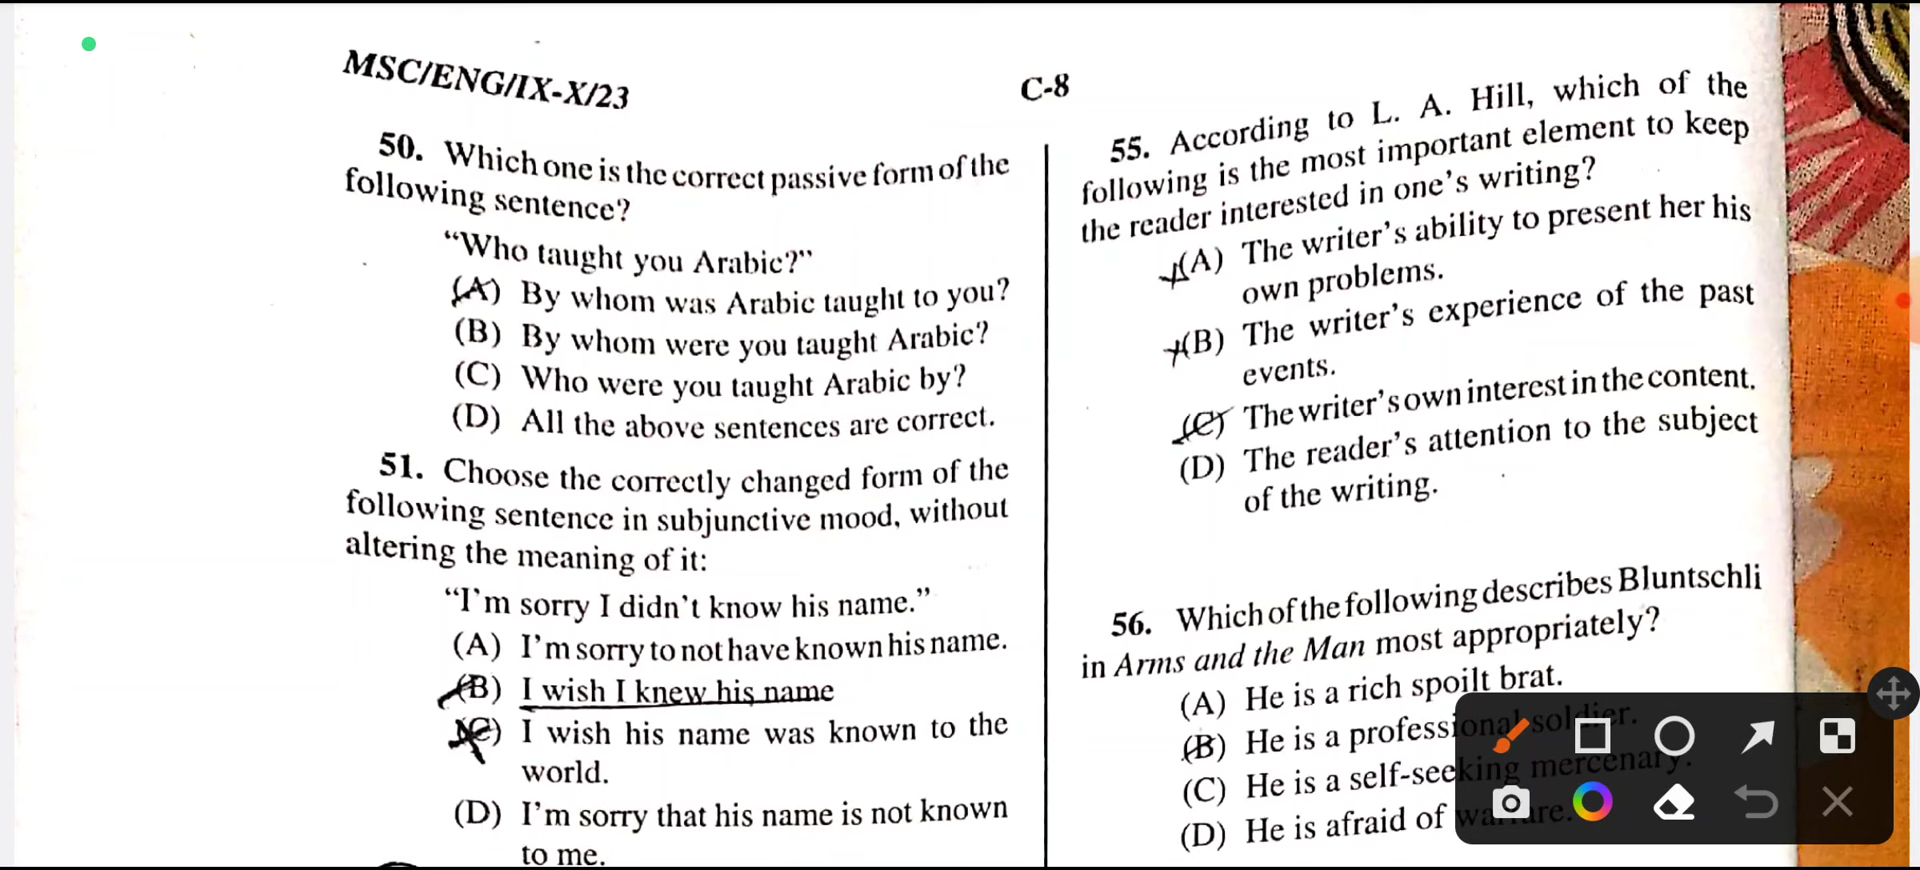 MSC/ENG/IX-X/23
C-8
50. Which one is the correct passive form of the
following sentence?
“Who taught you Arabic?”
(A) By whom was Arabic taught to you?
(B) By whom were you taught Arabic?
(C) Who were you taught Arabic by?
(D) All the above sentences are correct.
51. Choose the correctly changed form of the
following sentence in subjunctive mood, without
altering the meaning of it:
“I’m sorry I didn’t know his name.”
(A) I’m sorry to not have known his name.
(B) I wish I knew his name
(C) I wish his name was known to the
world.
(D) I’m sorry that his name is not known
to me.
55. According to L. A. Hill, which of the
following is the most important element to keep
the reader interested in one’s writing?
(A) The writer’s ability to present her his
own problems.
(B) The writer’s experience of the past
events.
(C) The writer’s own interest in the content.
(D) The reader’s attention to the subject
of the writing.
56. Which of the following describes Bluntschli
in Arms and the Man most appropriately?
(A) He is a rich spoilt brat.
(B) He is a professional soldier.
(C) He is a self-seeking mercenary.
(D) He is afraid of warfare.